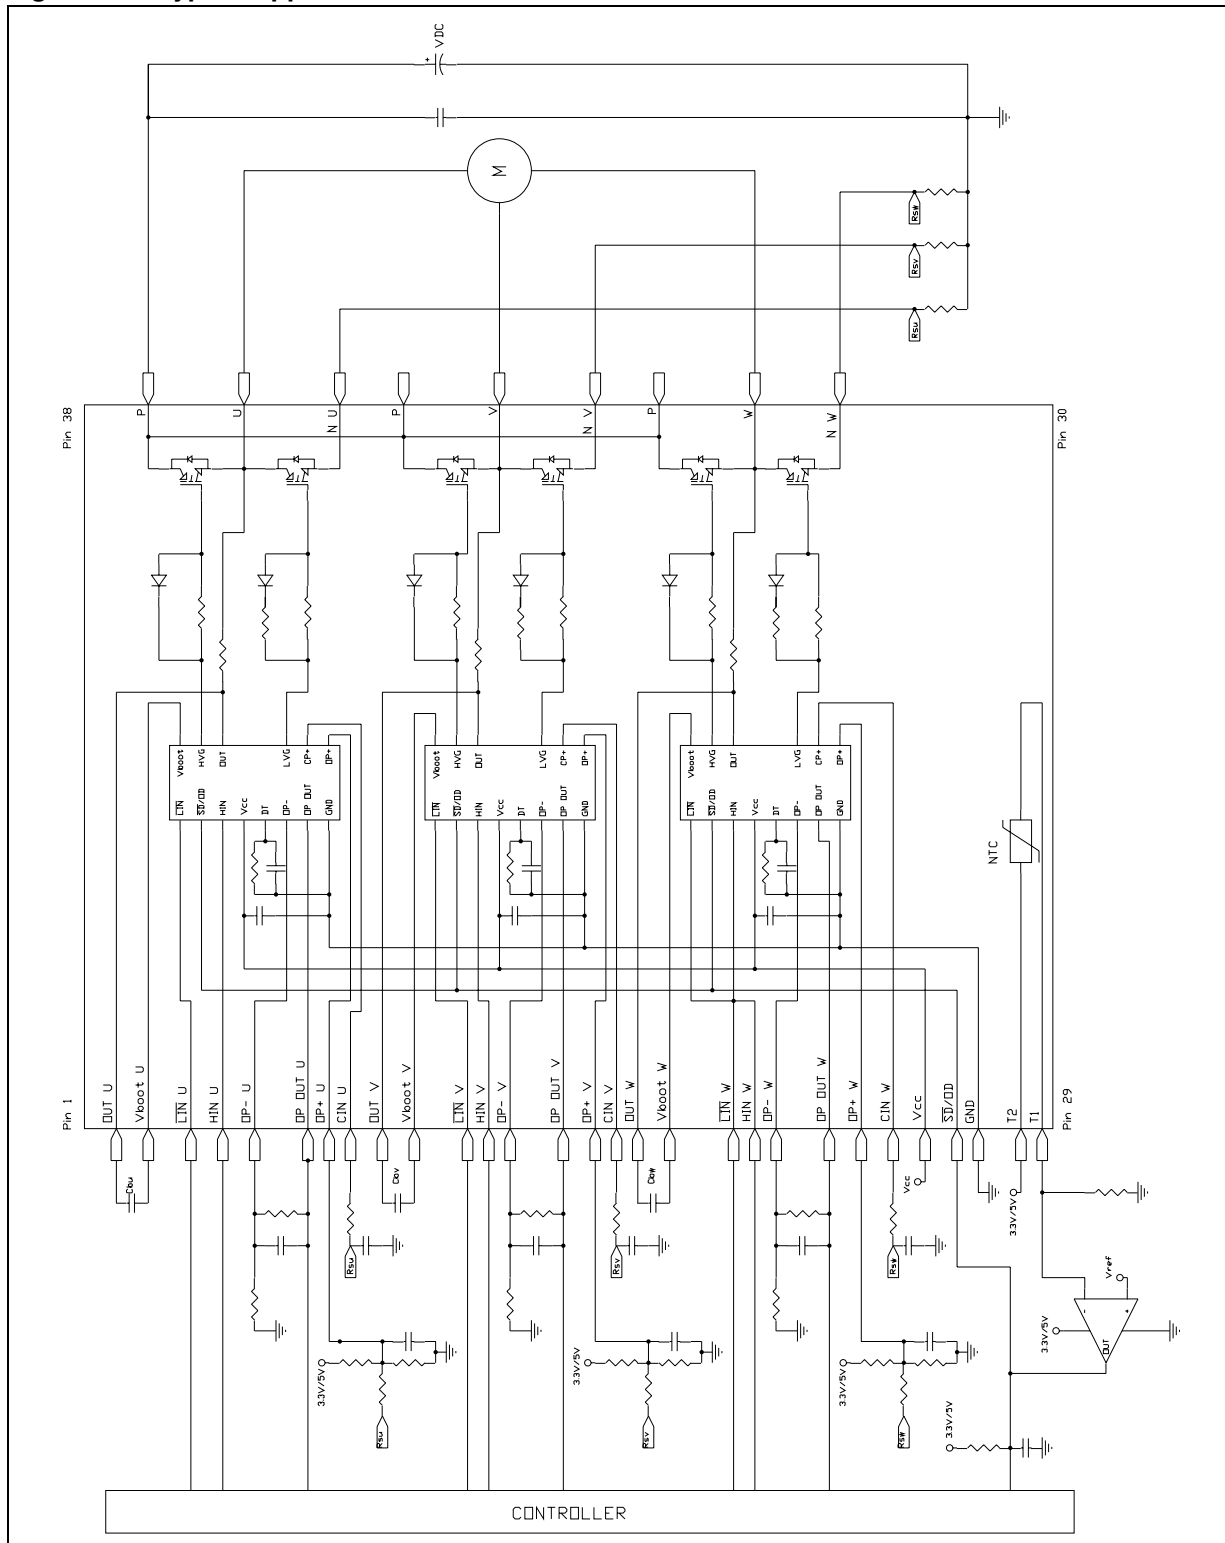 VDC
+
M
Rsw
Rsv
Rsu
Pin 38
P
U
N U
P
V
N V
P
W
N W
Pin 30
Vboot
HVG
OUT
LVG
CP+
OP+
LIN
SD/OD
HIN
Vcc
DT
OP-
OP OUT
GND
Vboot
HVG
OUT
LVG
CP+
OP+
LIN
SD/OD
HIN
Vcc
DT
OP-
OP OUT
GND
Vboot
HVG
OUT
LVG
CP+
OP+
LIN
SD/OD
HIN
Vcc
DT
OP-
OP OUT
GND
NTC
Pin 1
OUT U
Vboot U
LIN U
HIN U
OP- U
OP OUT U
OP+ U
CIN U
OUT V
Vboot V
LIN V
HIN V
OP- V
OP OUT V
OP+ V
CIN V
OUT W
Vboot W
LIN W
HIN W
OP- W
OP OUT W
OP+ W
CIN W
Vcc
SD/OD
GND
T2
T1
Pin 29
Cbu
Cbv
Cbw
Vcc
3.3V/5V
Rsu
Rsv
Rsw
Vref
-
+
OUT
3.3V/5V
3.3V/5V
Rsu
3.3V/5V
Rsv
3.3V/5V
Rsw
3.3V/5V
CONTROLLER